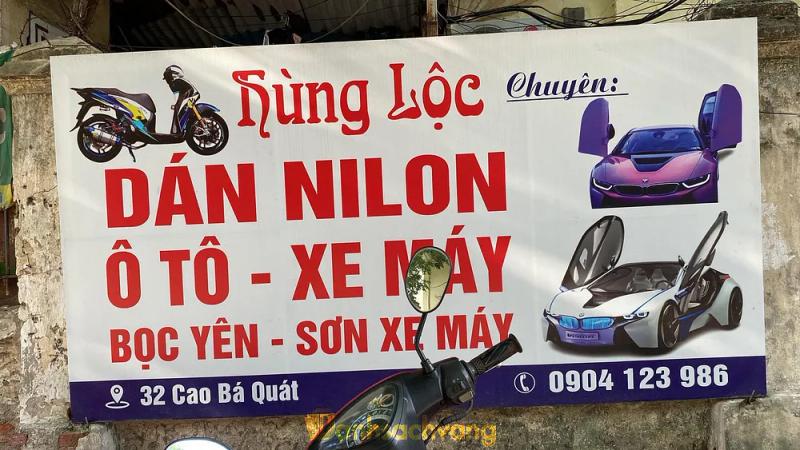 Hùng Lộc
Chuyên:
DÁN NILON
Ô TÔ - XE MÁY
BỌC YÊN - SƠN XE MÁY
32 Cao Bá Quát
0904 123 986